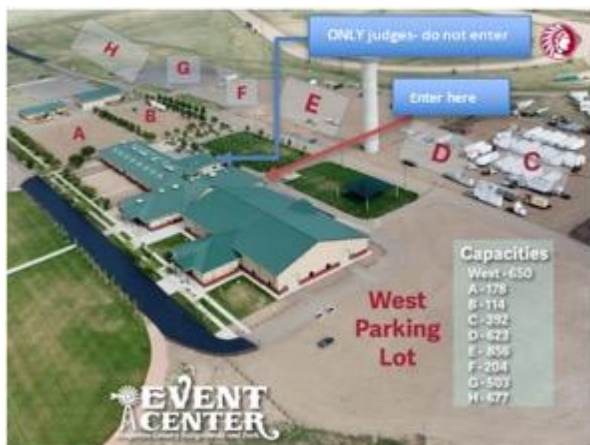 ONLY judges- do not enter
H
G
F
Enter here
E
B
A
D
C
Capacities
West - 650
A - 178
B - 114
C - 392
D - 623
E - 856
F - 204
G - 503
H - 677
West
Parking
Lot
EVENT
CENTER